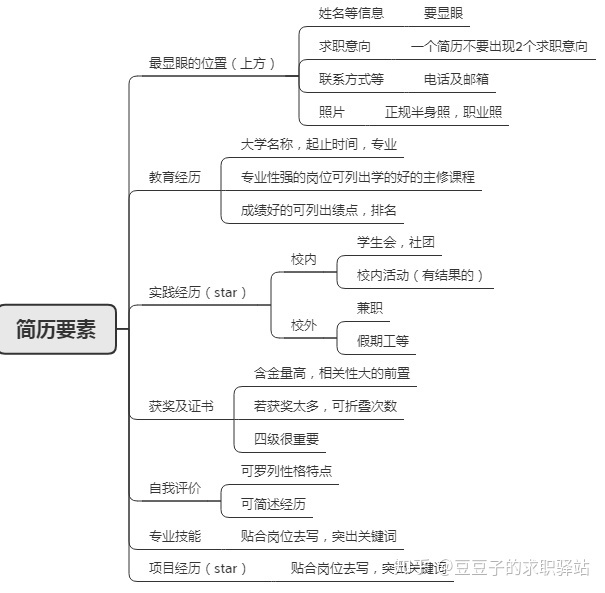 简历要素
最显眼的位置（上方）
姓名等信息
要显眼
求职意向
一个简历不要出现2个求职意向
联系方式等
电话及邮箱
照片
正规半身照，职业照
教育经历
大学名称，起止时间，专业
专业性强的岗位可列出学的好的主修课程
成绩好的可列出绩点，排名
实践经历（star）
校内
学生会，社团
校内活动（有结果的）
校外
兼职
假期工等
获奖及证书
含金量高，相关性大的前置
若获奖太多，可折叠次数
四级很重要
自我评价
可罗列性格特点
可简述经历
专业技能
贴合岗位去写，突出关键词
项目经历（star）
贴合岗位去写，突出关键词
知乎 @豆豆子的求职驿站